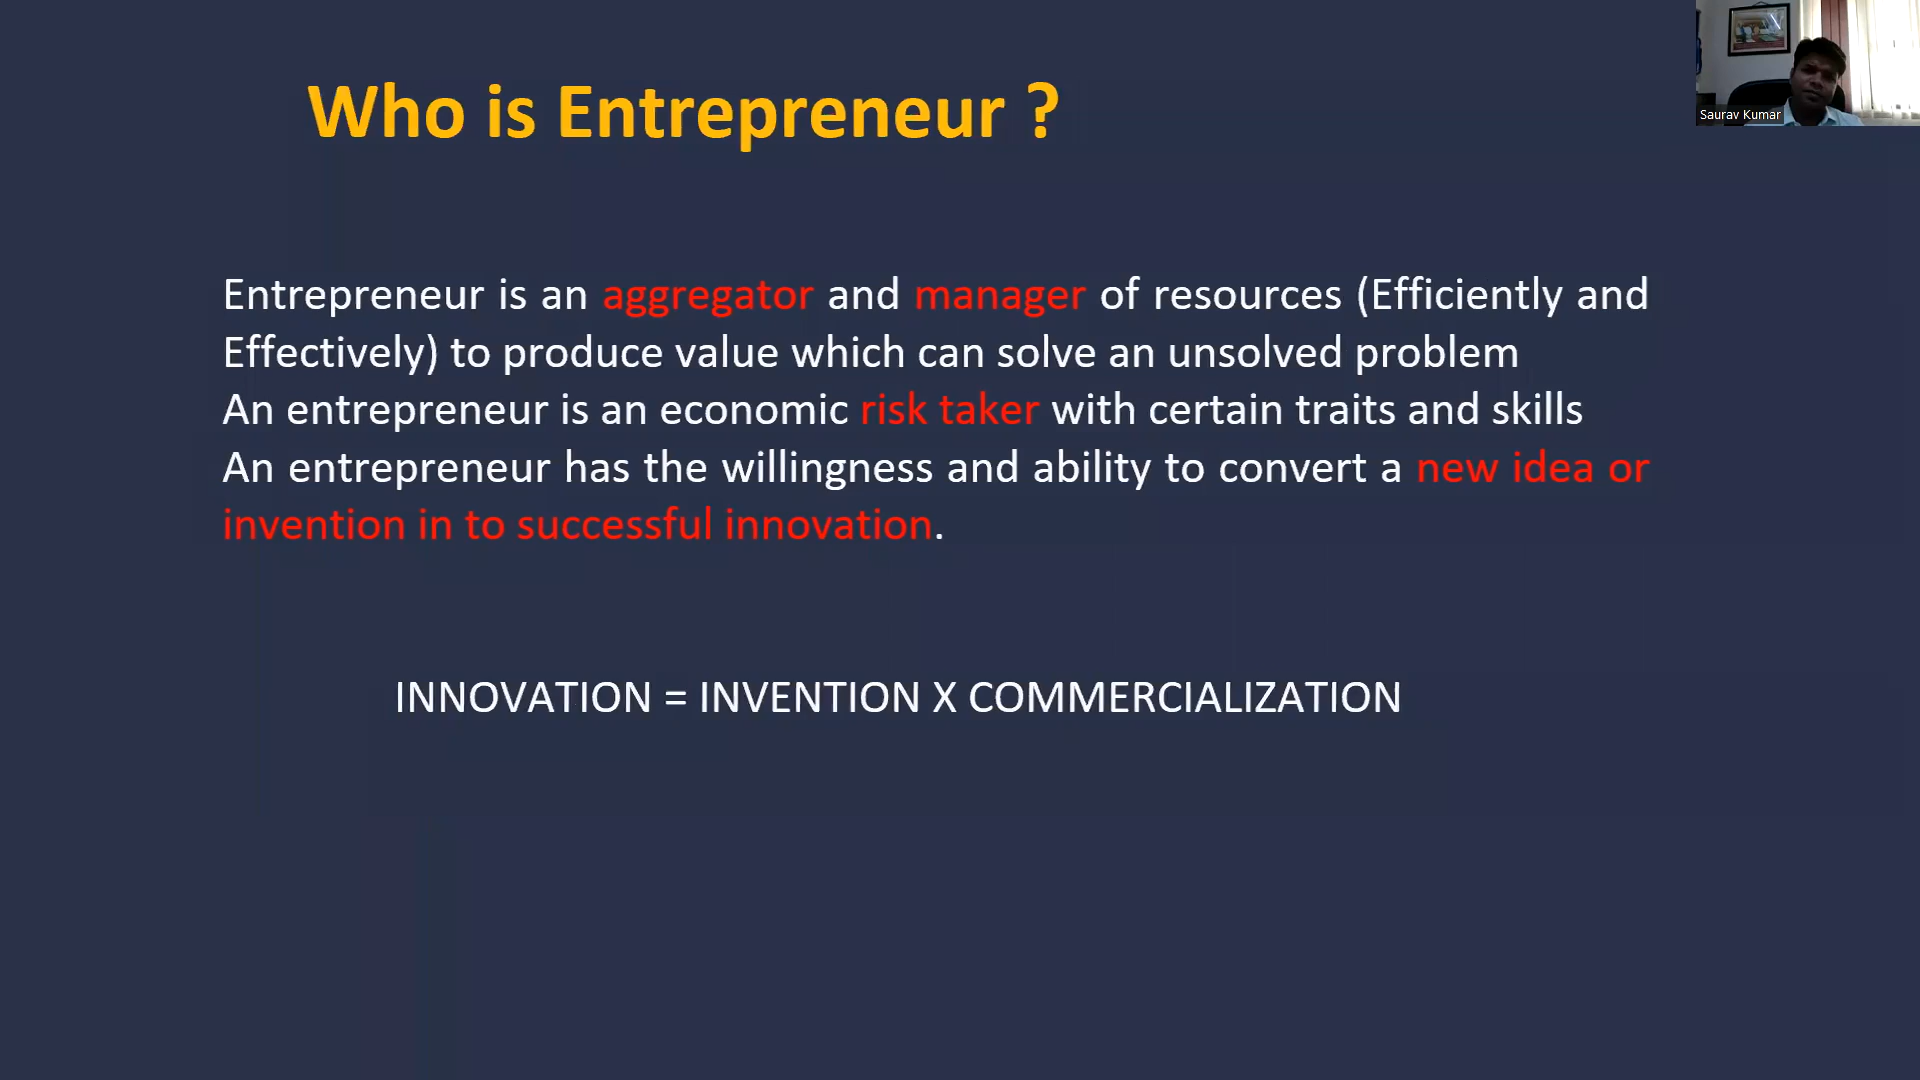 Who is Entrepreneur ?
Saurav Kumar
Entrepreneur is an aggregator and manager of resources (Efficiently and
Effectively) to produce value which can solve an unsolved problem
An entrepreneur is an economic risk taker with certain traits and skills
An entrepreneur has the willingness and ability to convert a new idea or
invention in to successful innovation.
INNOVATION = INVENTION X COMMERCIALIZATION